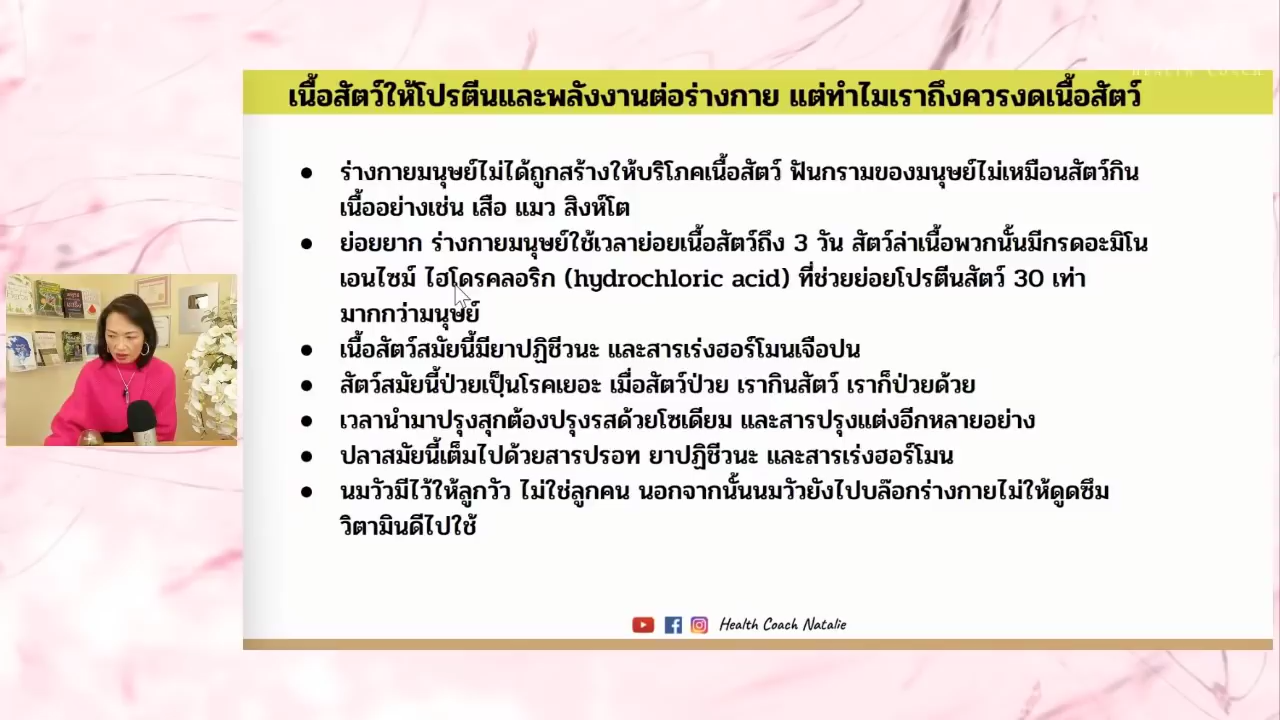 HEALTH COACH
เนื้อสัตว์ให้โปรตีนและพลังงานต่อร่างกาย แต่ทำไมเราถึงควรงดเนื้อสัตว์
● ร่างกายมนุษย์ไม่ได้ถูกสร้างให้บริโภคเนื้อสัตว์ ฟันกรามของมนุษย์ไม่เหมือนสัตว์กิน
เนื้ออย่างเช่น เสือ แมว สิงห์โต
● ย่อยยาก ร่างกายมนุษย์ใช้เวลาย่อยเนื้อสัตว์ถึง 3 วัน สัตว์ล่าเนื้อพวกนั้นมีกรดอะมิโน
เอนไซม์ ไฮโดรคลอริก (hydrochloric acid) ที่ช่วยย่อยโปรตีนสัตว์ 30 เท่า
มากกว่ามนุษย์
● เนื้อสัตว์สมัยนี้มียาปฏิชีวนะ และสารเร่งฮอร์โมนเจือปน
● สัตว์สมัยนี้ป่วยเป็นโรคเยอะ เมื่อสัตว์ป่วย เรากินสัตว์ เราก็ป่วยด้วย
● เวลานำมาปรุงสุกต้องปรุงรสด้วยโซเดียม และสารปรุงแต่งอีกหลายอย่าง
● ปลาสมัยนี้เต็มไปด้วยสารปรอท ยาปฏิชีวนะ และสารเร่งฮอร์โมน
● นมวัวมีไว้ให้ลูกวัว ไม่ใช่ลูกคน นอกจากนั้นนมวัวยังไปบล๊อกร่างกายไม่ให้ดูดซึม
วิตามินดีไปใช้
Health Coach Natalie